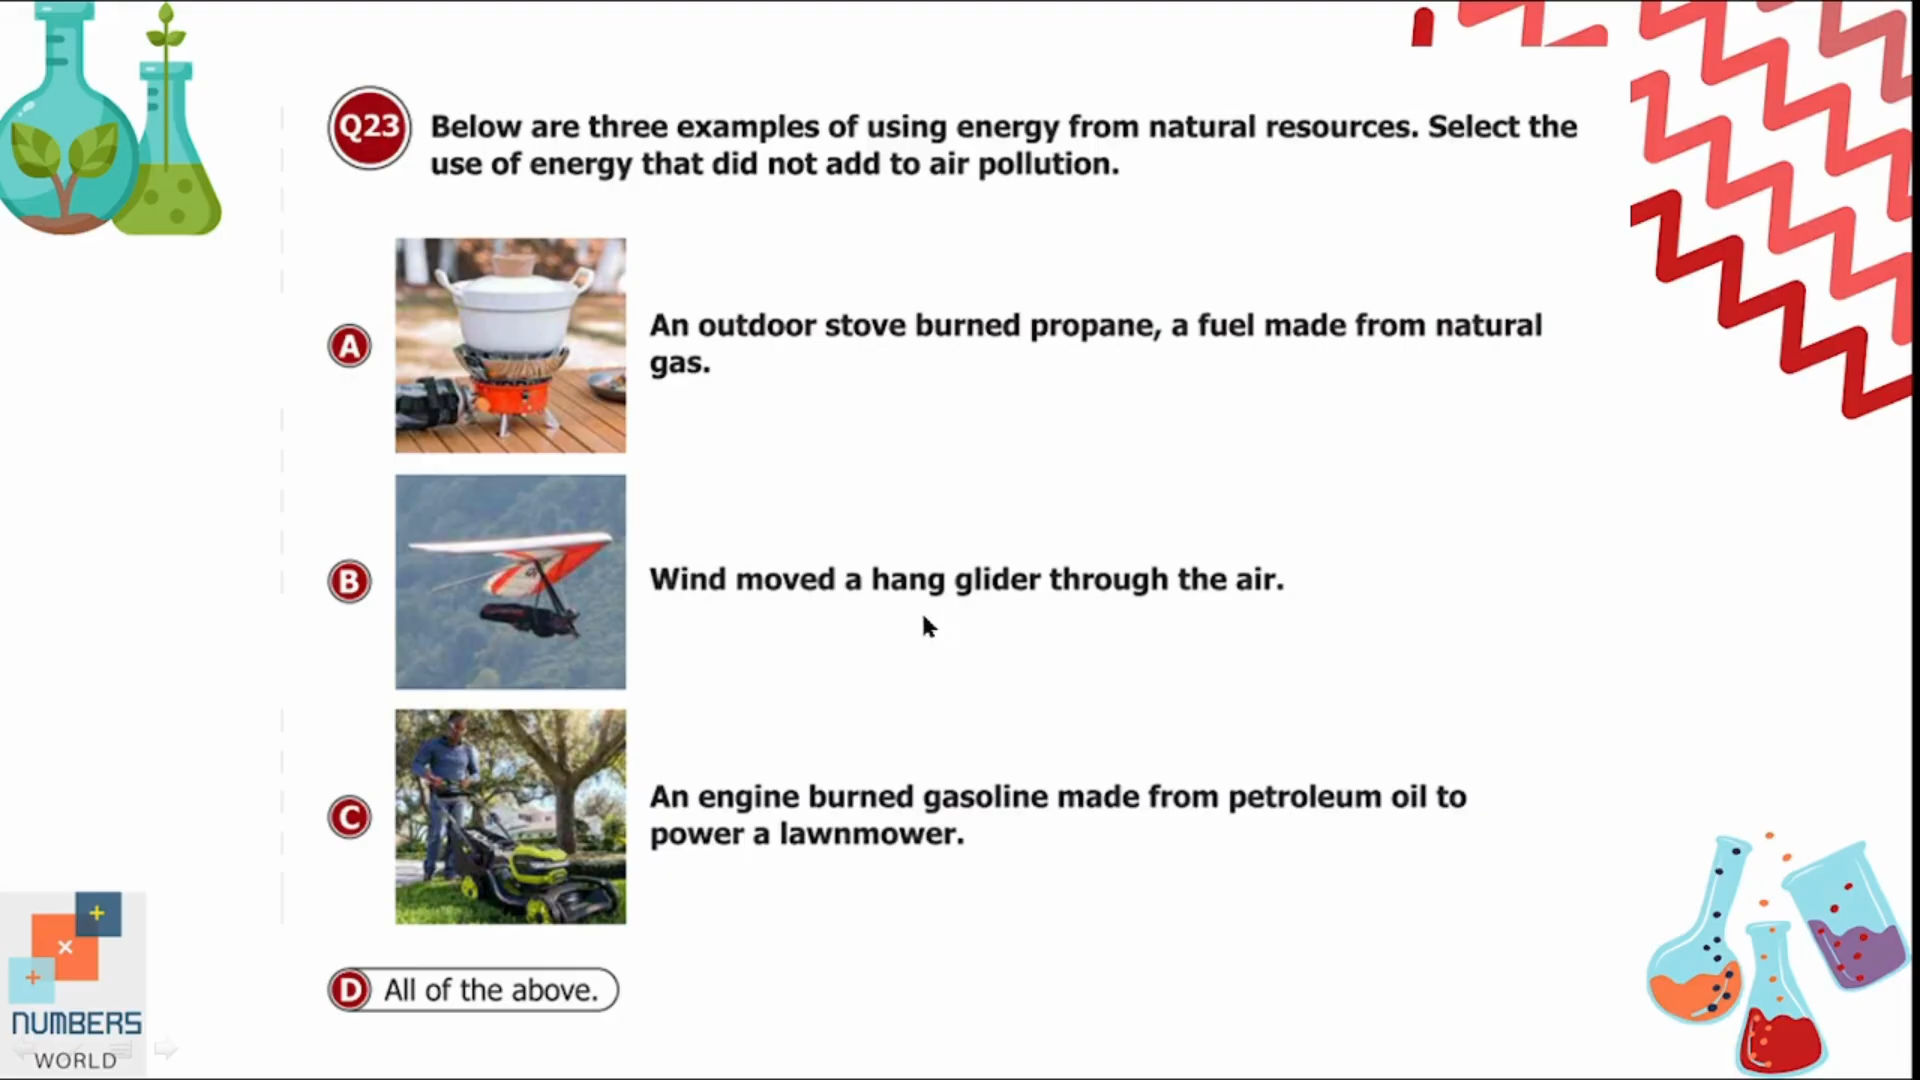 Q23
Below are three examples of using energy from natural resources. Select the
use of energy that did not add to air pollution.
A
An outdoor stove burned propane, a fuel made from natural
gas.
B
Wind moved a hang glider through the air.
C
An engine burned gasoline made from petroleum oil to
power a lawnmower.
D All of the above.
NUMBERS
WORLD